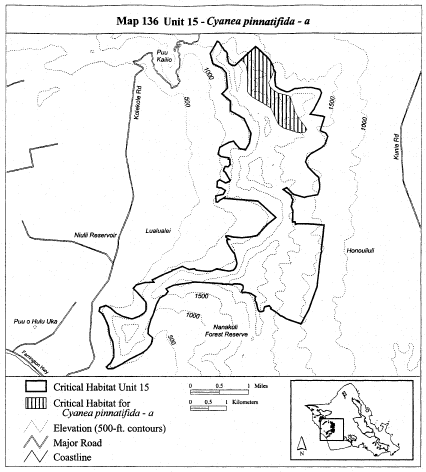 Map 136 Unit 15 - Cyanea pinnatifida - a
Puu
Kailio
1000
1500
500
1000
Kolekole Rd
Kunia Rd
Niulii Reservoir
Lualualei
Honouliuli
1500
1000
Nanakuli
Forest Reserve
500
Puu o Hulu Uka
Farrington Hwy
Critical Habitat Unit 15
Critical Habitat for
Cyanea pinnatifida - a
Elevation (500-ft. contours)
Major Road
Coastline
0 0.5 1 Miles
0 0.5 1 Kilometers
N